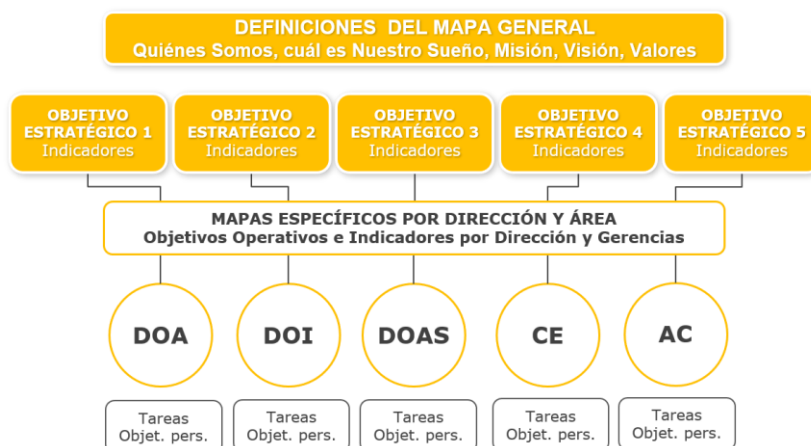 DEFINICIONES DEL MAPA GENERAL
Quiénes Somos, cuál es Nuestro Sueño, Misión, Visión, Valores
OBJETIVO
ESTRATÉGICO 1
Indicadores
OBJETIVO
ESTRATÉGICO 2
Indicadores
OBJETIVO
ESTRATÉGICO 3
Indicadores
OBJETIVO
ESTRATÉGICO 4
Indicadores
OBJETIVO
ESTRATÉGICO 5
Indicadores
MAPAS ESPECÍFICOS POR DIRECCIÓN Y ÁREA
Objetivos Operativos e Indicadores por Dirección y Gerencias
DOA
DOI
DOAS
CE
AC
Tareas
Objet. pers.
Tareas
Objet. pers.
Tareas
Objet. pers.
Tareas
Objet. pers.
Tareas
Objet. pers.